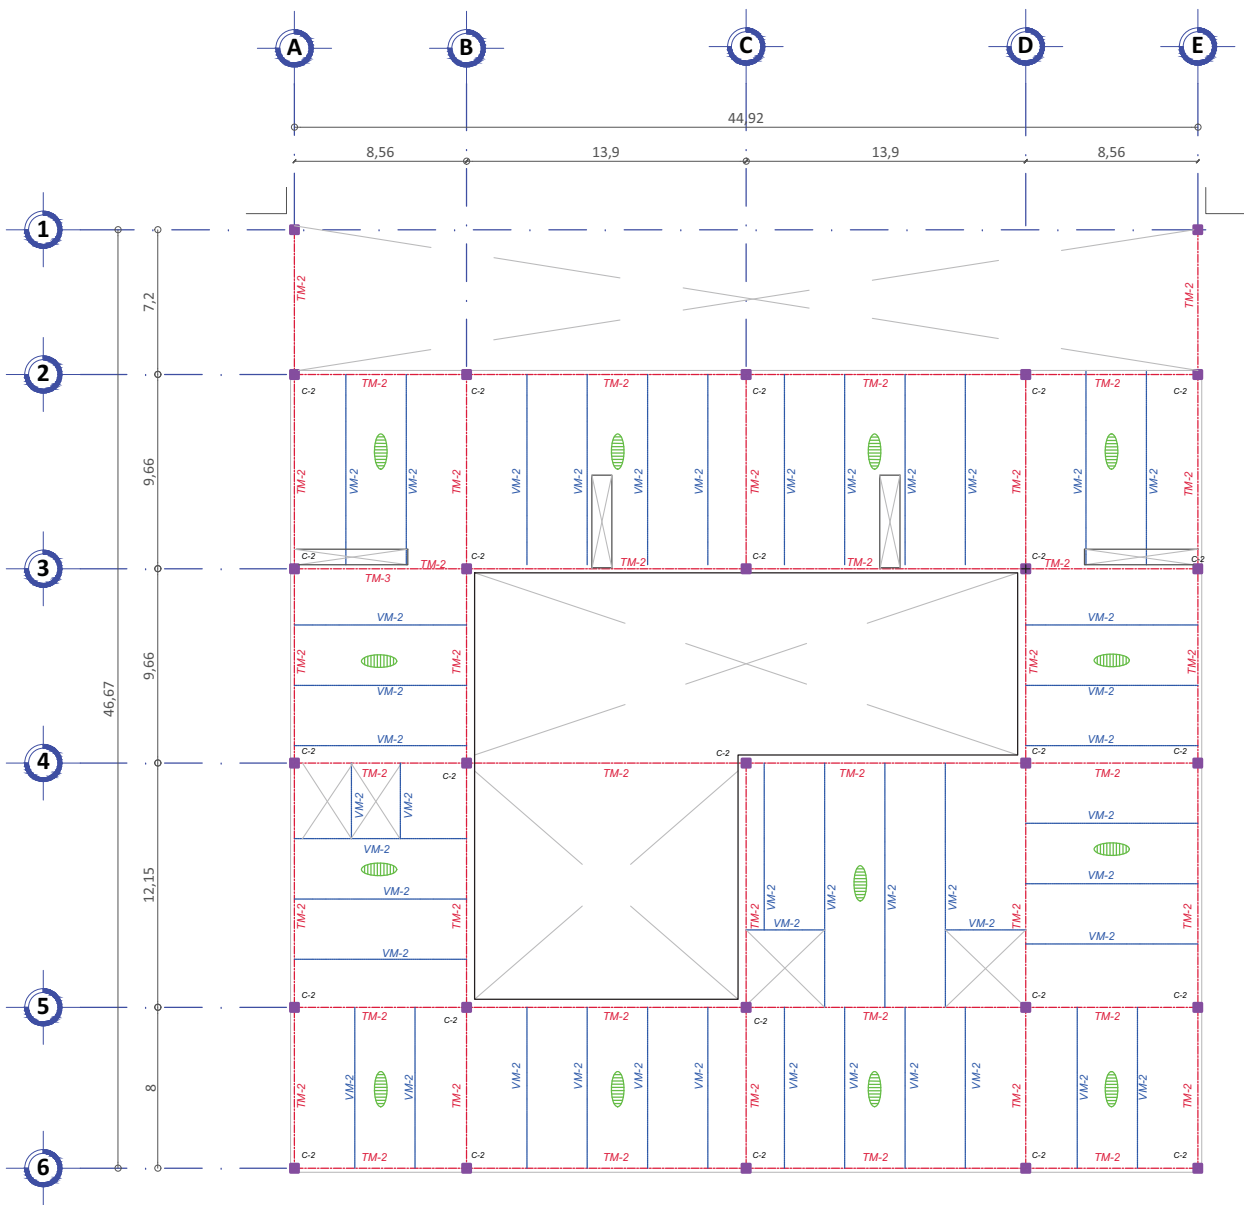 A B C D E
44,92
8,56 13,9 13,9 8,56
1
TM-2 7,2 TM-2
2
TM-2 TM-2 TM-2 TM-2
C-2 C-2 C-2 C-2 C-2
9,66 TM-2 VM-2 VM-2 TM-2 VM-2 VM-2 VM-2 VM-2 TM-2 VM-2 VM-2 VM-2 VM-2 TM-2 VM-2 VM-2 TM-2
C-2 C-2 C-2 C-2 C-2
TM-2 TM-2 TM-2 TM-2
3
TM-3
VM-2 VM-2
46,67 9,66 TM-2 TM-2 TM-2 TM-2
VM-2 VM-2
VM-2 VM-2
C-2 C-2 C-2 C-2
4
TM-2 C-2 TM-2 TM-2 TM-2
VM-2 VM-2
VM-2
VM-2
12,15 VM-2 VM-2 VM-2 VM-2 VM-2
TM-2 VM-2 TM-2 TM-2 VM-2 VM-2 TM-2 TM-2
VM-2 VM-2
C-2 C-2 C-2
5
TM-2 C-2 C-2 TM-2 TM-2
8 TM-2 VM-2 VM-2 TM-2 VM-2 VM-2 VM-2 VM-2 TM-2 VM-2 VM-2 VM-2 VM-2 TM-2 VM-2 VM-2 TM-2
C-2 TM-2 C-2 TM-2 C-2 TM-2 C-2 TM-2 C-2
6